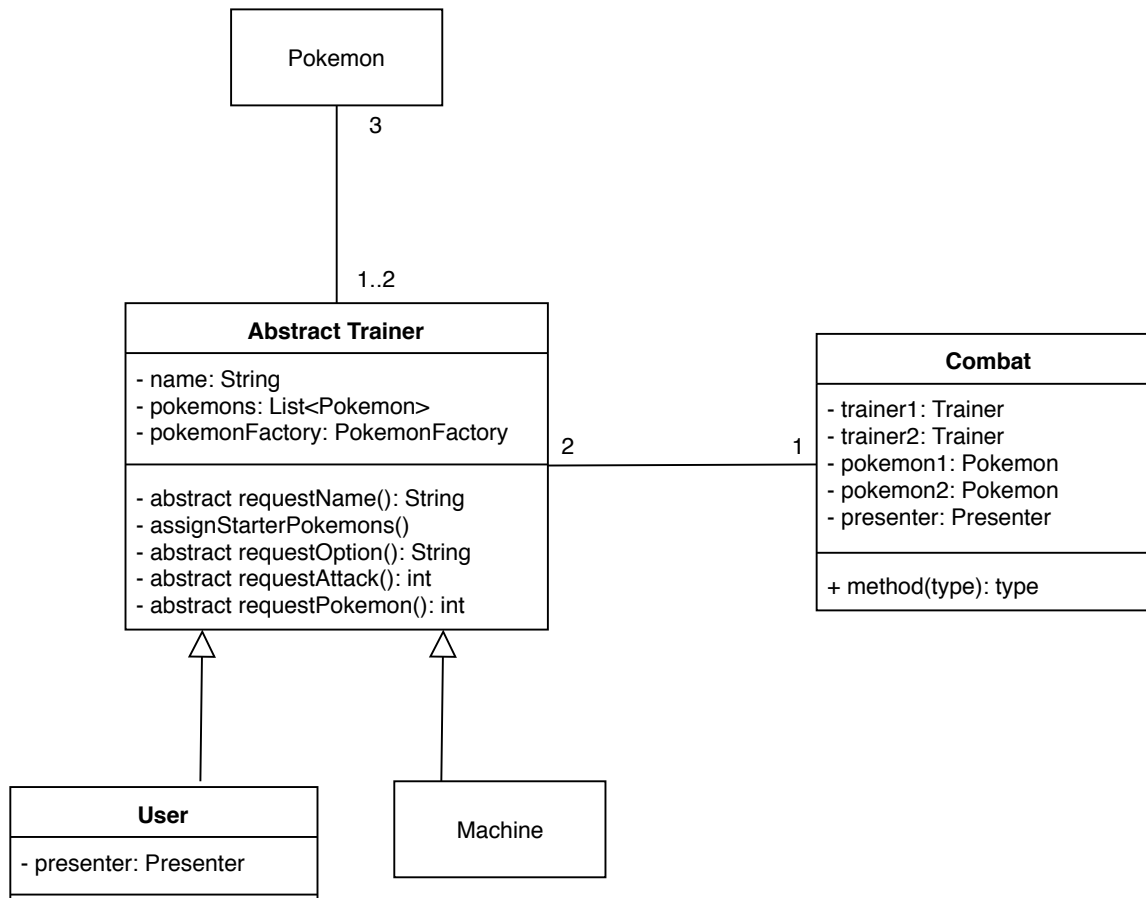 Pokemon
3
1..2
Abstract Trainer
- name: String
- pokemons: List<Pokemon>
- pokemonFactory: PokemonFactory
- abstract requestName(): String
- assignStarterPokemons()
- abstract requestOption(): String
- abstract requestAttack(): int
- abstract requestPokemon(): int
2
1
Combat
- trainer1: Trainer
- trainer2: Trainer
- pokemon1: Pokemon
- pokemon2: Pokemon
- presenter: Presenter
+ method(type): type
User
- presenter: Presenter
Machine